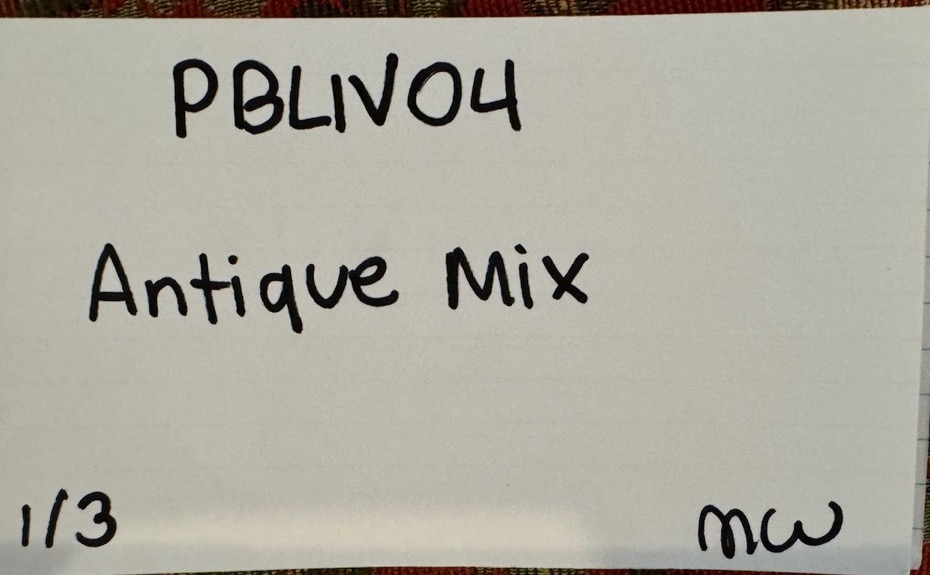 PBLIV04
Antique Mix
1/3 MW